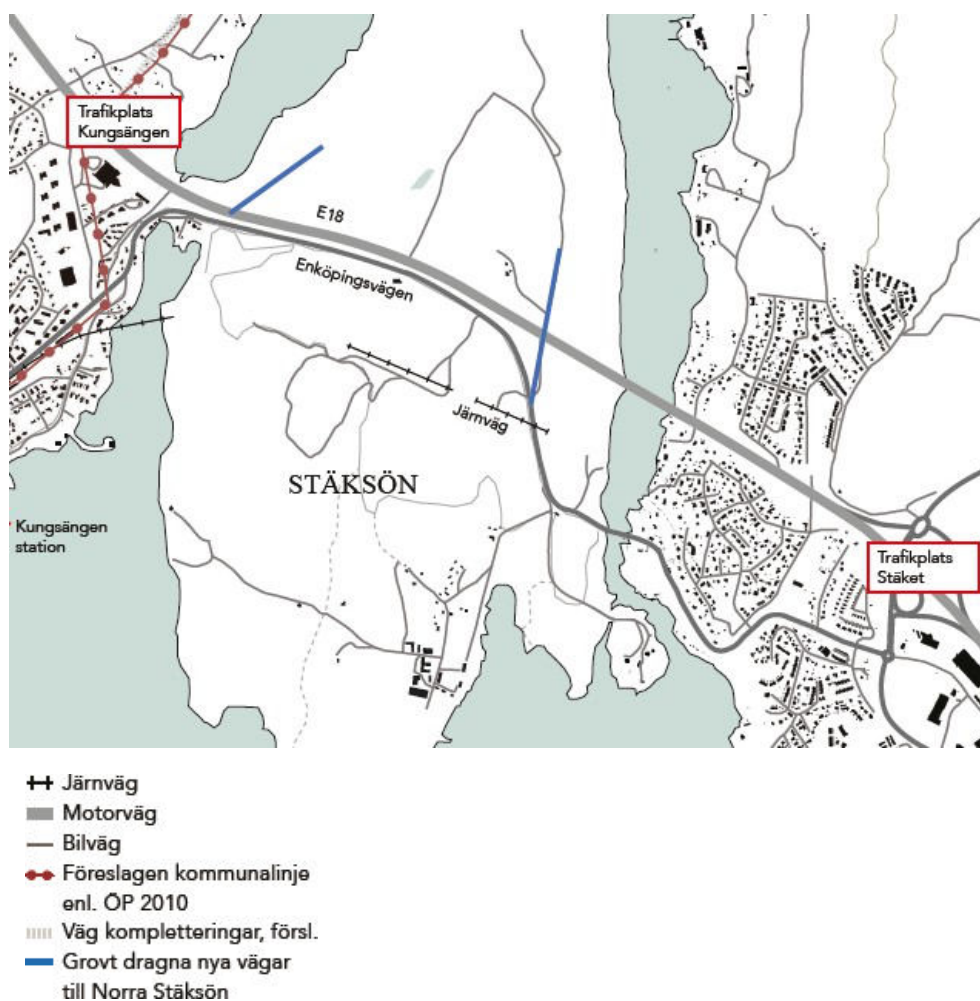 Trafikplats
Kungsängen
E18
Enköpingsvägen
Järnväg
STÄKSÖN
Kungsängen
station
Trafikplats
Stäket
Järnväg
Motorväg
Bilväg
Föreslagen kommunalinje
enl. ÖP 2010
Väg kompletteringar, försl.
Grovt dragna nya vägar
till Norra Stäksön